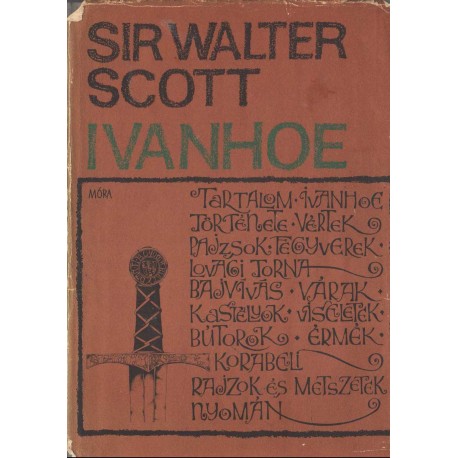 SIR WALTER
SCOTT
IVANHOE
MÓRA
TARTALOM · IVANHOE
TÖRTÉNETE · VÉRTEK
PAJZSOK · FEGYVEREK
LOVAGI TORNA
BAJVÍVÁS · VÁRAK
KASTÉLYOK · VISELETEK
BÚTOROK · ÉRMÉK
KORABELI
RAJZOK ÉS METSZETEK
NYOMÁN